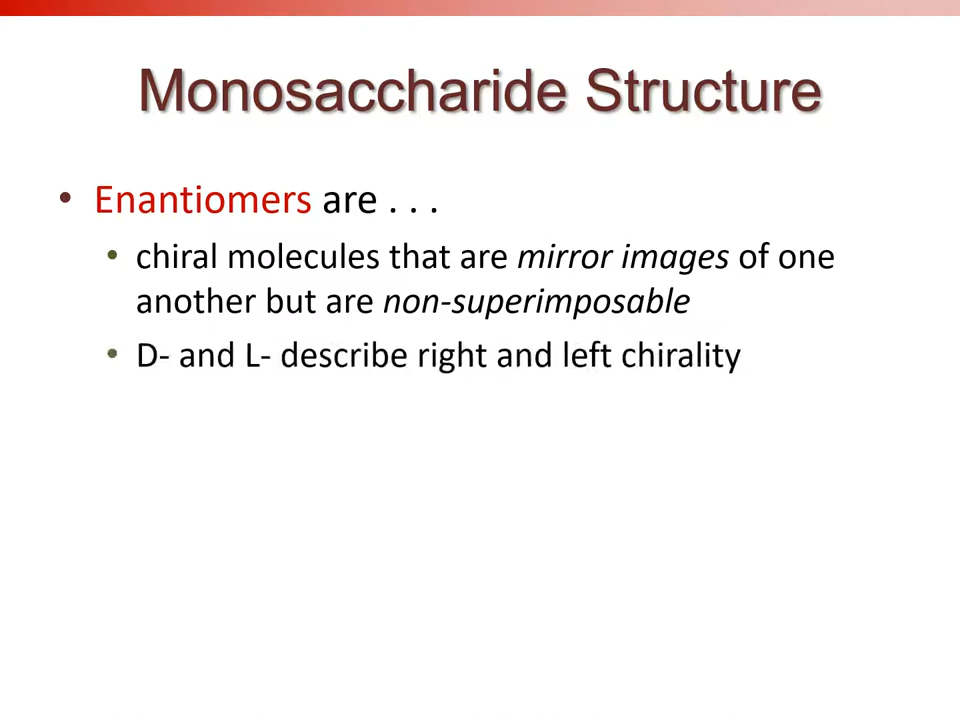 Monosaccharide Structure
• Enantiomers are . . .
• chiral molecules that are mirror images of one
another but are non-superimposable
• D- and L- describe right and left chirality